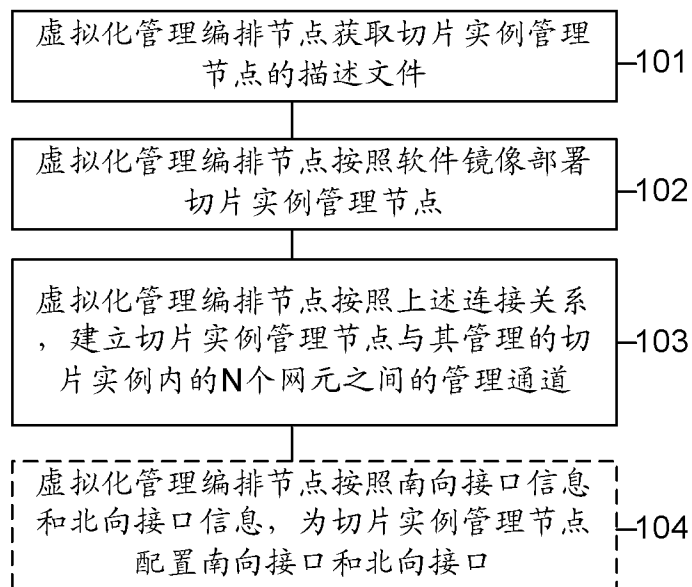 虚拟化管理编排节点获取切片实例管理
节点的描述文件
101
虚拟化管理编排节点按照软件镜像部署
切片实例管理节点
102
虚拟化管理编排节点按照上述连接关系
，建立切片实例管理节点与其管理的切
片实例内的N个网元之间的管理通道
103
虚拟化管理编排节点按照南向接口信息
和北向接口信息，为切片实例管理节点
配置南向接口和北向接口
104